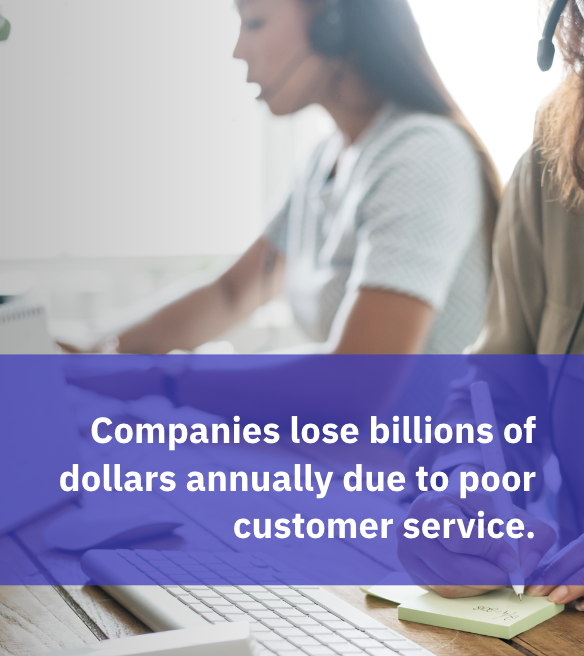 Companies lose billions of
dollars annually due to poor
customer service.